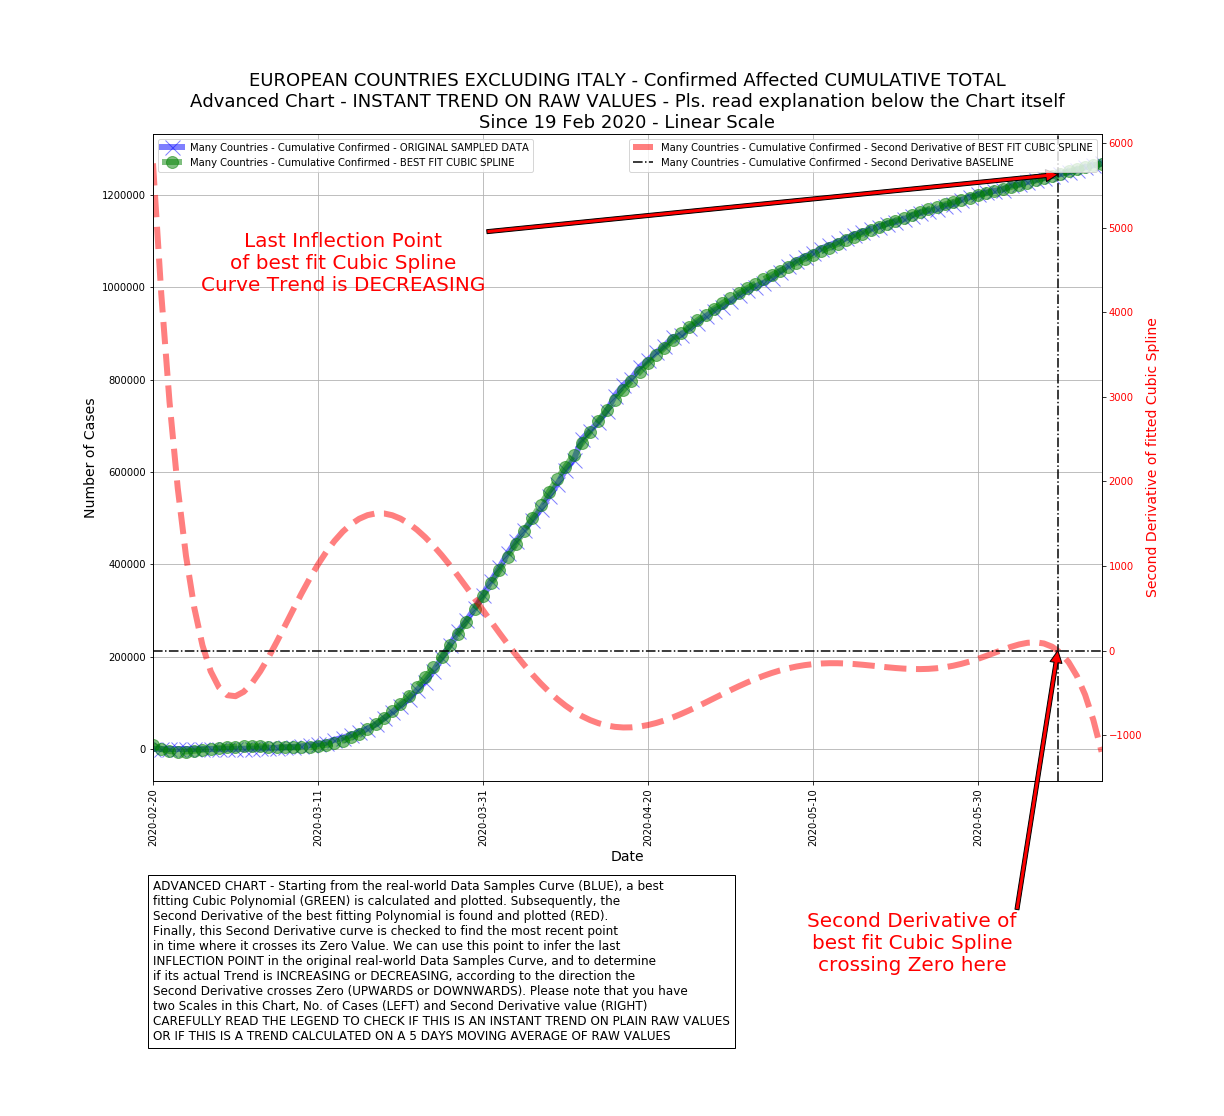 EUROPEAN COUNTRIES EXCLUDING ITALY - Confirmed Affected CUMULATIVE TOTAL
Advanced Chart - INSTANT TREND ON RAW VALUES - Pls. read explanation below the Chart itself
Since 19 Feb 2020 - Linear Scale
Many Countries - Cumulative Confirmed - ORIGINAL SAMPLED DATA
Many Countries - Cumulative Confirmed - BEST FIT CUBIC SPLINE
Many Countries - Cumulative Confirmed - Second Derivative of BEST FIT CUBIC SPLINE
Many Countries - Cumulative Confirmed - Second Derivative BASELINE
Last Inflection Point
of best fit Cubic Spline
Curve Trend is DECREASING
Number of Cases
1200000
1000000
800000
600000
400000
200000
0
6000
5000
4000
3000
2000
1000
0
−1000
Second Derivative of fitted Cubic Spline
2020-02-20
2020-03-11
2020-03-31
2020-04-20
2020-05-10
2020-05-30
Date
Second Derivative of
best fit Cubic Spline
crossing Zero here
ADVANCED CHART - Starting from the real-world Data Samples Curve (BLUE), a best
fitting Cubic Polynomial (GREEN) is calculated and plotted. Subsequently, the
Second Derivative of the best fitting Polynomial is found and plotted (RED).
Finally, this Second Derivative curve is checked to find the most recent point
in time where it crosses its Zero Value. We can use this point to infer the last
INFLECTION POINT in the original real-world Data Samples Curve, and to determine
if its actual Trend is INCREASING or DECREASING, according to the direction the
Second Derivative crosses Zero (UPWARDS or DOWNWARDS). Please note that you have
two Scales in this Chart, No. of Cases (LEFT) and Second Derivative value (RIGHT)
CAREFULLY READ THE LEGEND TO CHECK IF THIS IS AN INSTANT TREND ON PLAIN RAW VALUES
OR IF THIS IS A TREND CALCULATED ON A 5 DAYS MOVING AVERAGE OF RAW VALUES